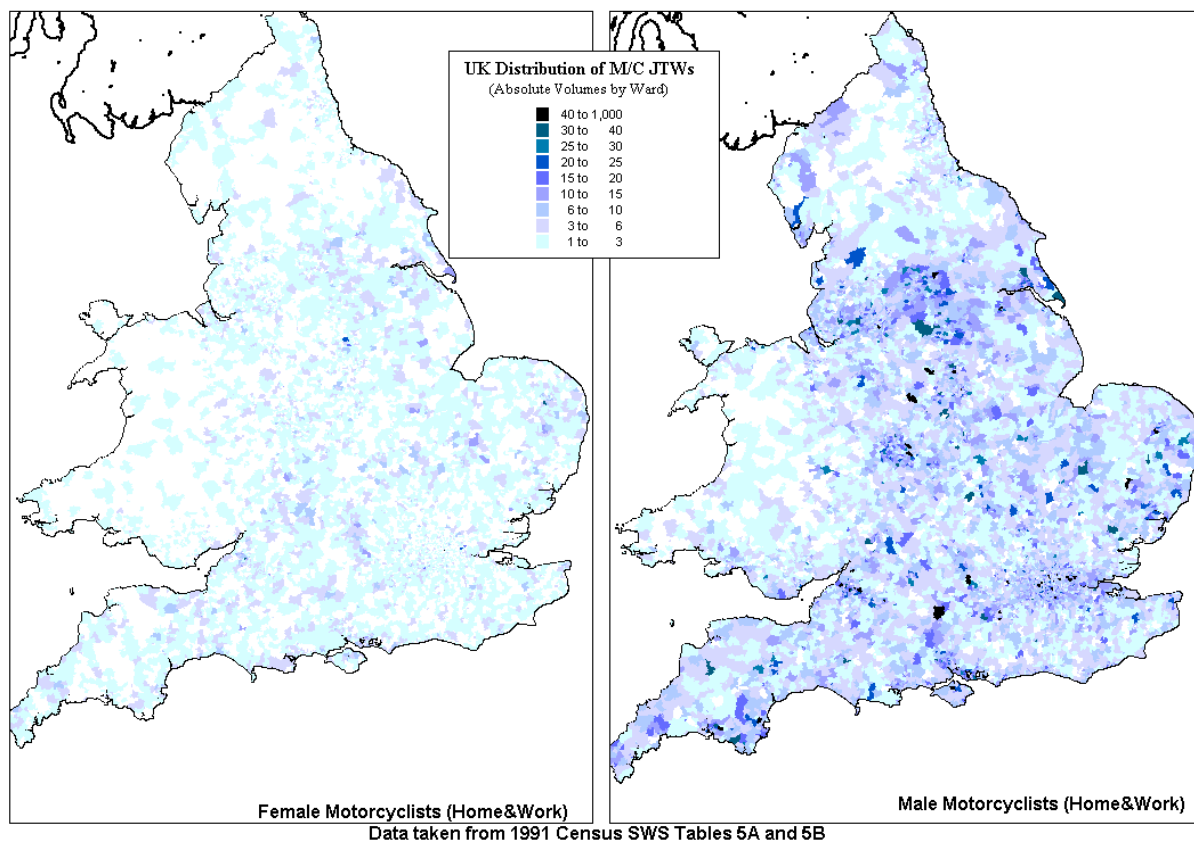 UK Distribution of M/C JTWs
(Absolute Volumes by Ward)
40 to 1,000
30 to 40
25 to 30
20 to 25
15 to 20
10 to 15
6 to 10
3 to 6
1 to 3
Female Motorcyclists (Home&Work)
Male Motorcyclists (Home&Work)
Data taken from 1991 Census SWS Tables 5A and 5B